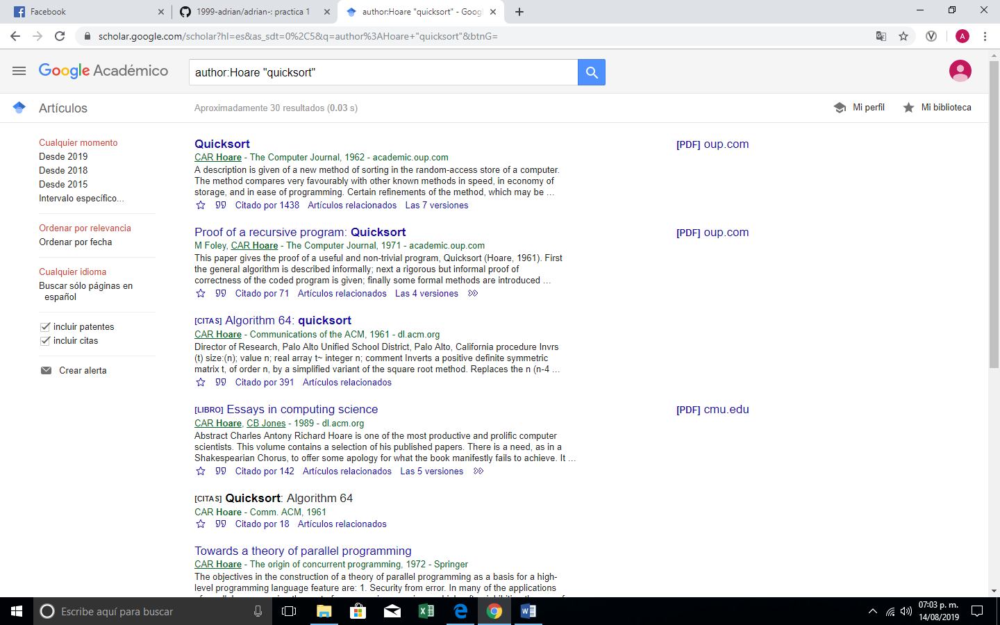 Facebook
1999-adrian/adrian-: practica 1
author:Hoare "quicksort" - Goog
scholar.google.com/scholar?hl=es&as_sdt=0%2C5&q=author%3AHoare+"quicksort"&btnG=
A
Google Académico
author:Hoare "quicksort"
Artículos
Aproximadamente 30 resultados (0.03 s)
Mi perfil
Mi biblioteca
Cualquier momento
Desde 2019
Desde 2018
Desde 2015
Intervalo específico...
Ordenar por relevancia
Ordenar por fecha
Cualquier idioma
Buscar sólo páginas en
español
incluir patentes
incluir citas
Crear alerta
Quicksort
CAR Hoare - The Computer Journal, 1962 - academic.oup.com
A description is given of a new method of sorting in the random-access store of a computer.
The method compares very favourably with other known methods in speed, in economy of
storage, and in ease of programming. Certain refinements of the method, which may be ...
Citado por 1438 Artículos relacionados Las 7 versiones
[PDF] oup.com
Proof of a recursive program: Quicksort
M Foley, CAR Hoare - The Computer Journal, 1971 - academic.oup.com
This paper gives the proof of a useful and non-trivial program, Quicksort (Hoare, 1961). First
the general algorithm is described informally; next a rigorous but informal proof of
correctness of the coded program is given; finally some formal methods are introduced ...
Citado por 71 Artículos relacionados Las 4 versiones
[PDF] oup.com
[CITAS] Algorithm 64: quicksort
CAR Hoare - Communications of the ACM, 1961 - dl.acm.org
Director of Research, Palo Alto Unified School District, Palo Alto, California procedure Invrs
(t) size:(n); value n; real array t~ integer n; comment Inverts a positive definite symmetric
matrix t, of order n, by a simplified variant of the square root method. Replaces the n (n-4 ...
Citado por 391 Artículos relacionados
[LIBRO] Essays in computing science
CAR Hoare, CB Jones - 1989 - dl.acm.org
Abstract Charles Antony Richard Hoare is one of the most productive and prolific computer
scientists. This volume contains a selection of his published papers. There is a need, as in a
Shakespearian Chorus, to offer some apology for what the book manifestly fails to achieve. It ...
Citado por 142 Artículos relacionados Las 5 versiones
[PDF] cmu.edu
[CITAS] Quicksort: Algorithm 64
CAR Hoare - Comm. ACM, 1961
Citado por 18 Artículos relacionados
Towards a theory of parallel programming
CAR Hoare - The origin of concurrent programming, 1972 - Springer
The objectives in the construction of a theory of parallel programming as a basis for a high-
level programming language feature are: 1. Security from error. In many of the applications
Escribe aquí para buscar
07:03 p. m.
14/08/2019